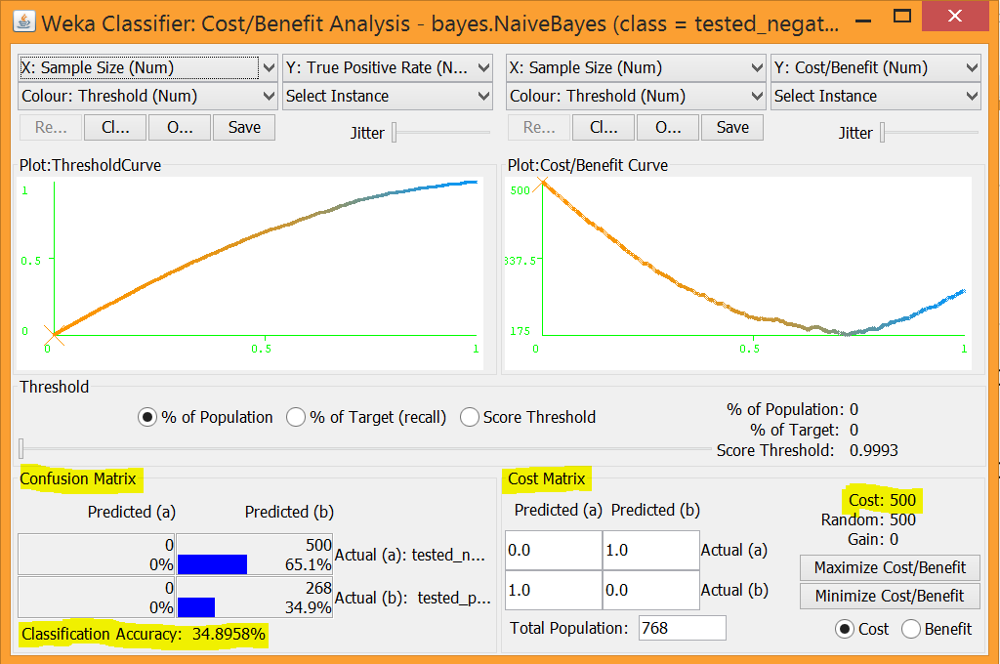 Weka Classifier: Cost/Benefit Analysis - bayes.NaiveBayes (class = tested_negat...
X: Sample Size (Num)
Y: True Positive Rate (N...
X: Sample Size (Num)
Y: Cost/Benefit (Num)
Colour: Threshold (Num)
Select Instance
Colour: Threshold (Num)
Select Instance
Re...
Cl...
O...
Save
Jitter
Re...
Cl...
O...
Save
Jitter
Plot:ThresholdCurve
1
0.5
0
0
0.5
1
Plot:Cost/Benefit Curve
500
337.5
175
0
0.5
1
Threshold
% of Population
% of Target (recall)
Score Threshold
% of Population: 0
% of Target: 0
Score Threshold: 0.9993
Confusion Matrix
Predicted (a) Predicted (b)
0 500
0% 65.1%
Actual (a): tested_n...
0 268
0% 34.9%
Actual (b): tested_p...
Classification Accuracy: 34.8958%
Cost Matrix
Predicted (a) Predicted (b)
0.0 1.0 Actual (a)
1.0 0.0 Actual (b)
Total Population: 768
Cost: 500
Random: 500
Gain: 0
Maximize Cost/Benefit
Minimize Cost/Benefit
Cost
Benefit